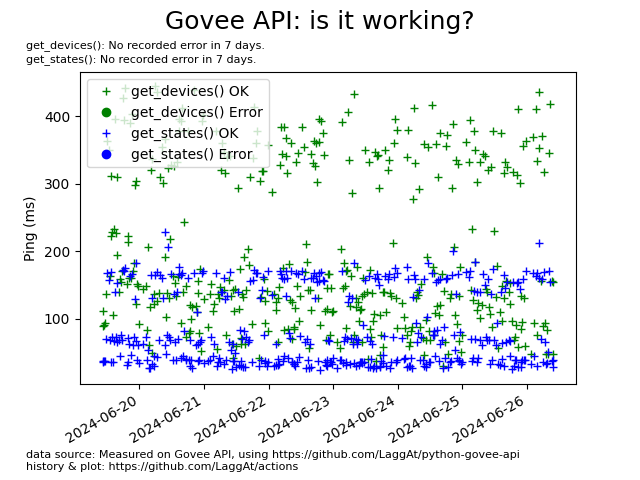 Govee API: is it working?
get_devices(): No recorded error in 7 days.
get_states(): No recorded error in 7 days.
get_devices() OK
get_devices() Error
get_states() OK
get_states() Error
Ping (ms)
400
300
200
100
2024-06-20
2024-06-21
2024-06-22
2024-06-23
2024-06-24
2024-06-25
2024-06-26
data source: Measured on Govee API, using https://github.com/LaggAt/python-govee-api
history & plot: https://github.com/LaggAt/actions